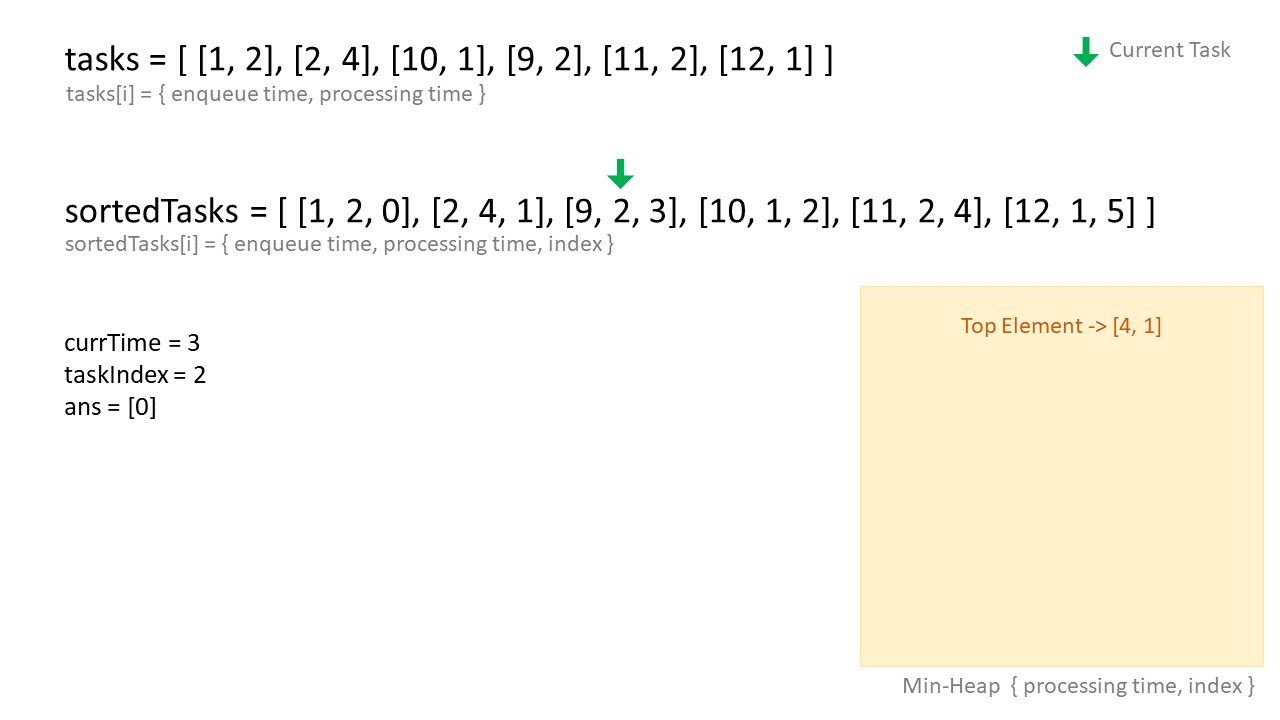 tasks = [ [1, 2], [2, 4], [10, 1], [9, 2], [11, 2], [12, 1] ]
Current Task
tasks[i] = { enqueue time, processing time }
sortedTasks = [ [1, 2, 0], [2, 4, 1], [9, 2, 3], [10, 1, 2], [11, 2, 4], [12, 1, 5] ]
sortedTasks[i] = { enqueue time, processing time, index }
Top Element -> [4, 1]
currTime = 3
taskIndex = 2
ans = [0]
Min-Heap { processing time, index }